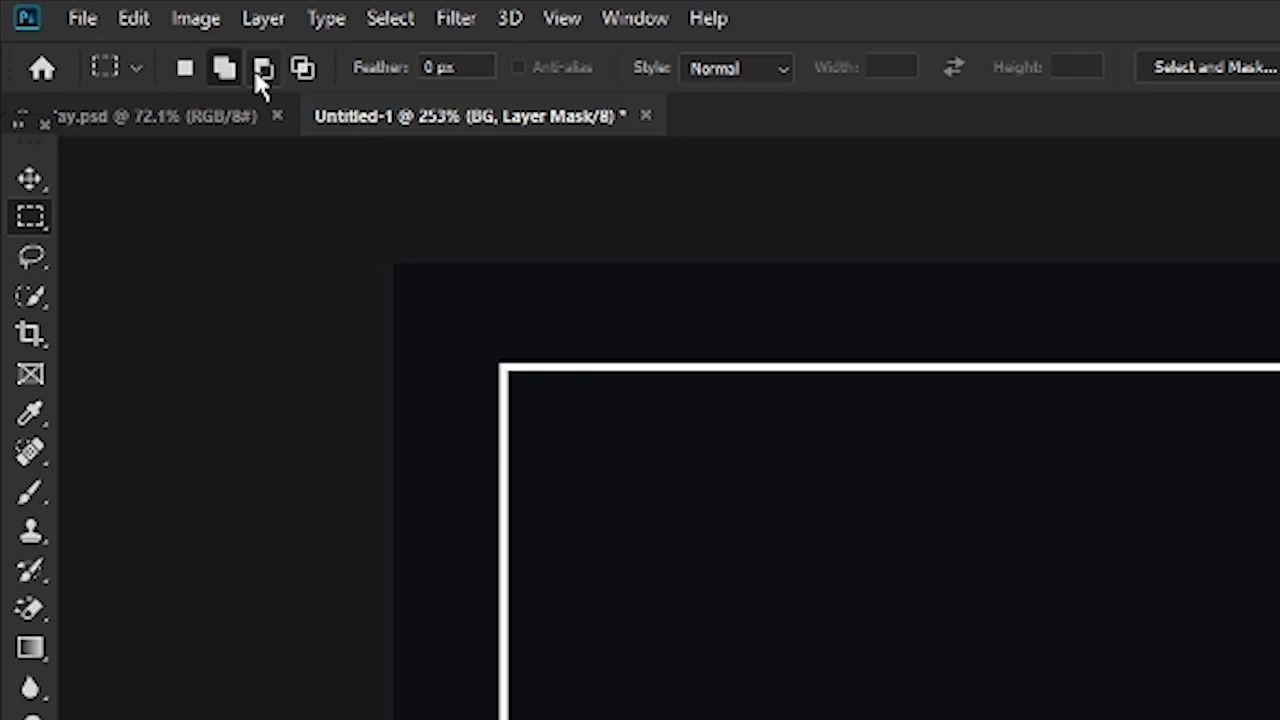 Ps File Edit Image Layer Type Select Filter 3D View Window Help
Feather: 0 px Anti-alias Style: Normal Width: Height: Select and Mask...
ay.psd @ 72.1% (RGB/8#) × Untitled-1 @ 253% (BG, Layer Mask/8) * ×